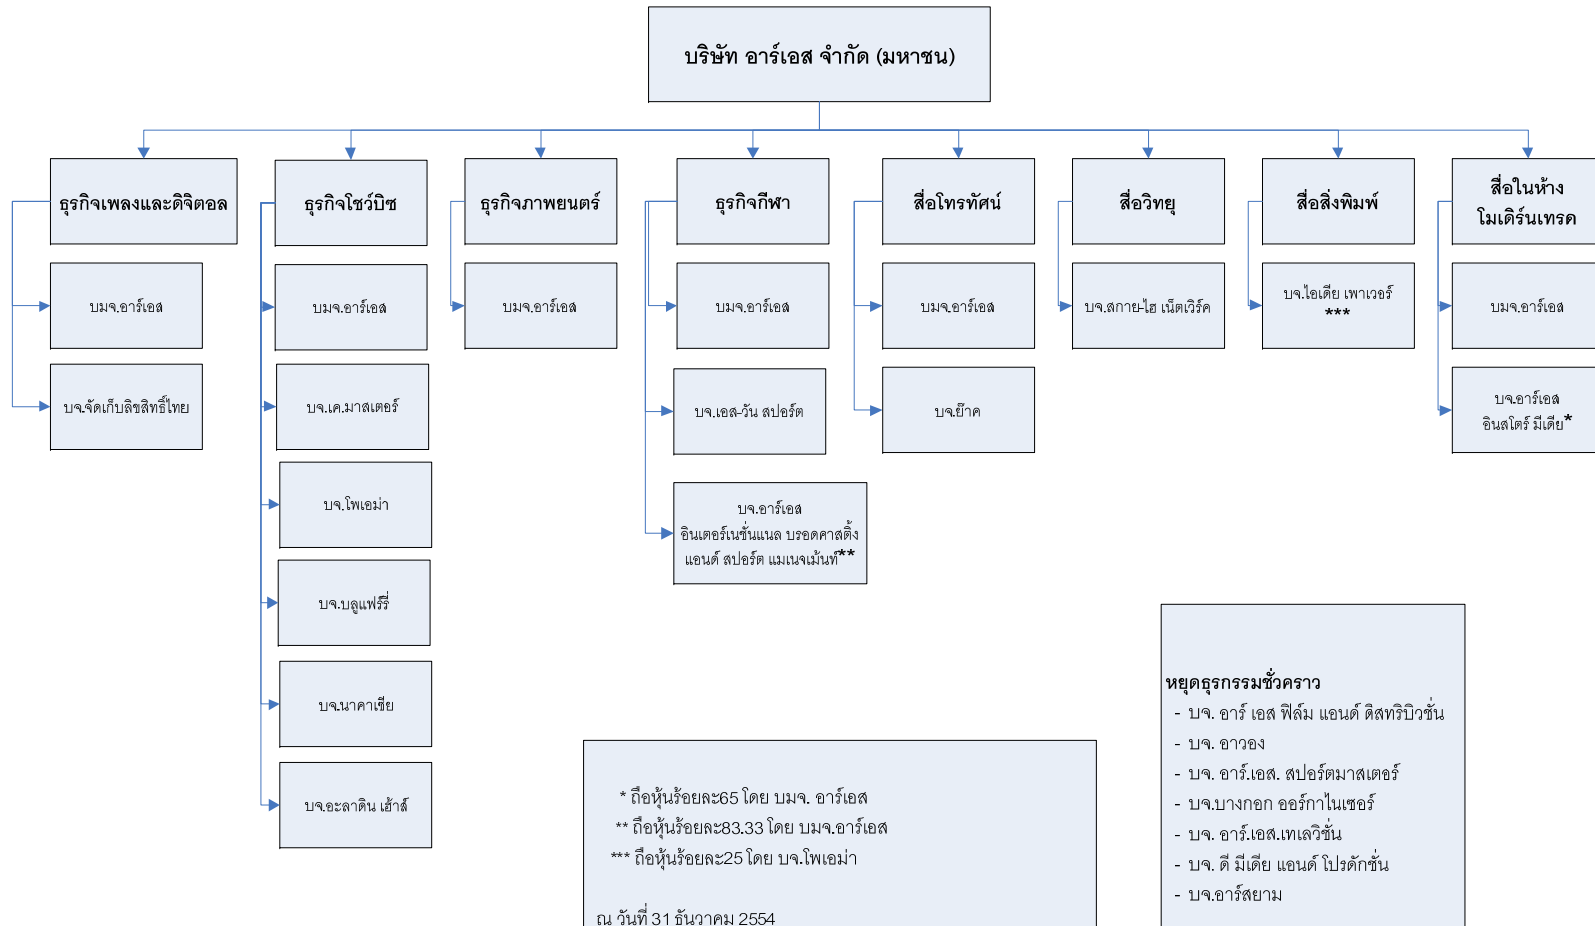 บริษัท อาร์เอส จำกัด (มหาชน)
ธุรกิจเพลงและดิจิตอล
บมจ.อาร์เอส
บจ.จัดเก็บลิขสิทธิ์ไทย
ธุรกิจโชว์บิซ
บมจ.อาร์เอส
บจ.เค.มาสเตอร์
บจ.โพเอม่า
บจ.บลูแฟร์รี่
บจ.นาคาเซีย
บจ.อะลาดิน เฮ้าส์
ธุรกิจภาพยนตร์
บมจ.อาร์เอส
ธุรกิจกีฬา
บมจ.อาร์เอส
บจ.เอส-วัน สปอร์ต
บจ.อาร์เอส
อินเตอร์เนชั่นแนล บรอดคาสติ้ง
แอนด์ สปอร์ต แมเนจเม้นท์**
สื่อโทรทัศน์
บมจ.อาร์เอส
บจ.ย๊าค
สื่อวิทยุ
บจ.สกาย-ไฮ เน็ตเวิร์ค
สื่อสิ่งพิมพ์
บจ.ไอเดีย เพาเวอร์
***
สื่อในห้าง
โมเดิร์นเทรด
บมจ.อาร์เอส
บจ.อาร์เอส
อินสโตร์ มีเดีย*
* ถือหุ้นร้อยละ65 โดย บมจ. อาร์เอส
** ถือหุ้นร้อยละ83.33 โดย บมจ.อาร์เอส
*** ถือหุ้นร้อยละ25 โดย บจ.โพเอม่า
ณ วันที่ 31 ธันวาคม 2554
หยุดธุรกรรมชั่วคราว
- บจ. อาร์ เอส ฟิล์ม แอนด์ ดิสทริบิวชั่น
- บจ. อาวอง
- บจ. อาร์.เอส. สปอร์ตมาสเตอร์
- บจ.บางกอก ออร์กาไนเซอร์
- บจ. อาร์.เอส.เทเลวิชั่น
- บจ. ดี มีเดีย แอนด์ โปรดักชั่น
- บจ.อาร์สยาม